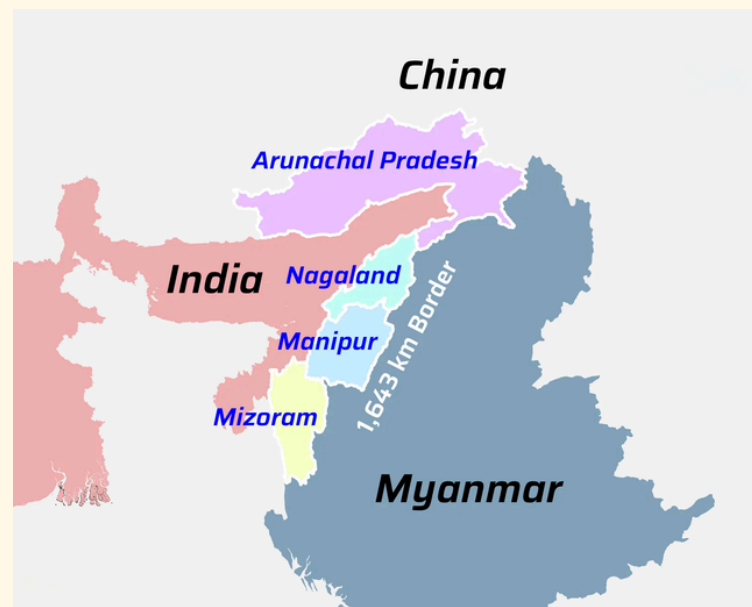 China
Arunachal Pradesh
India
Nagaland
Manipur
1,643 km Border
Mizoram
Myanmar